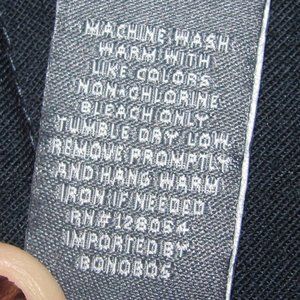 MACHINE WASH
WARM WITH
LIKE COLORS
NON-CHLORINE
BLEACH ONLY
TUMBLE DRY LOW
REMOVE PROMPTLY
AND HANG WARM
IRON IF NEEDED
RN#128054
IMPORTED BY
BONOBOS